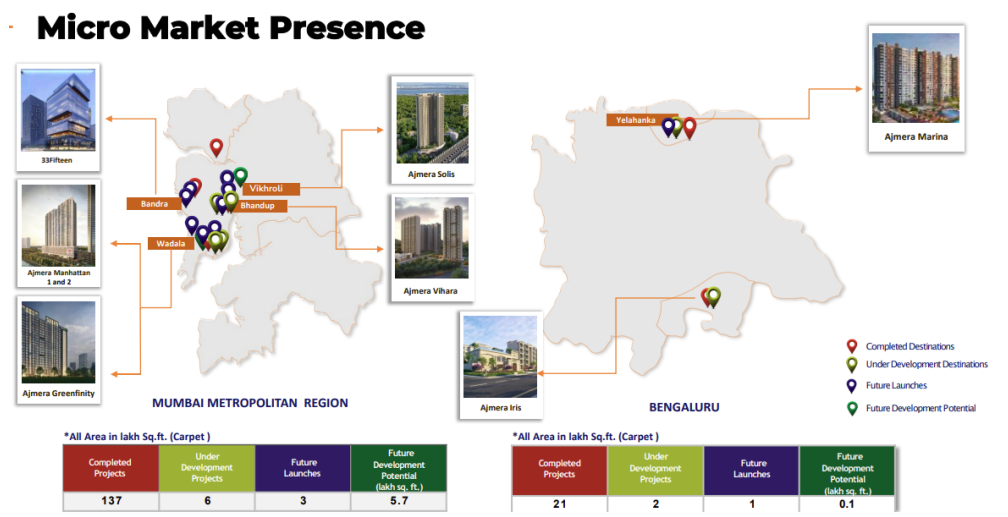 Micro Market Presence
33Fifteen
Ajmera Manhattan
1 and 2
Ajmera Greenfinity
Bandra
Wadala
Vikhroli
Bhandup
Ajmera Solis
Ajmera Vihara
MUMBAI METROPOLITAN REGION
Yelahanka
Ajmera Marina
Ajmera Iris
BENGALURU
Completed Destinations
Under Development Destinations
Future Launches
Future Development Potential
*All Area in lakh Sq.ft. (Carpet )
Completed
Projects
Under
Development
Projects
Future
Launches
Future
Development
Potential
(lakh sq. ft.)
137
6
3
5.7
*All Area in lakh Sq.ft. (Carpet )
Completed
Projects
Under
Development
Projects
Future
Launches
Future
Development
Potential
(lakh sq. ft.)
21
2
1
0.1